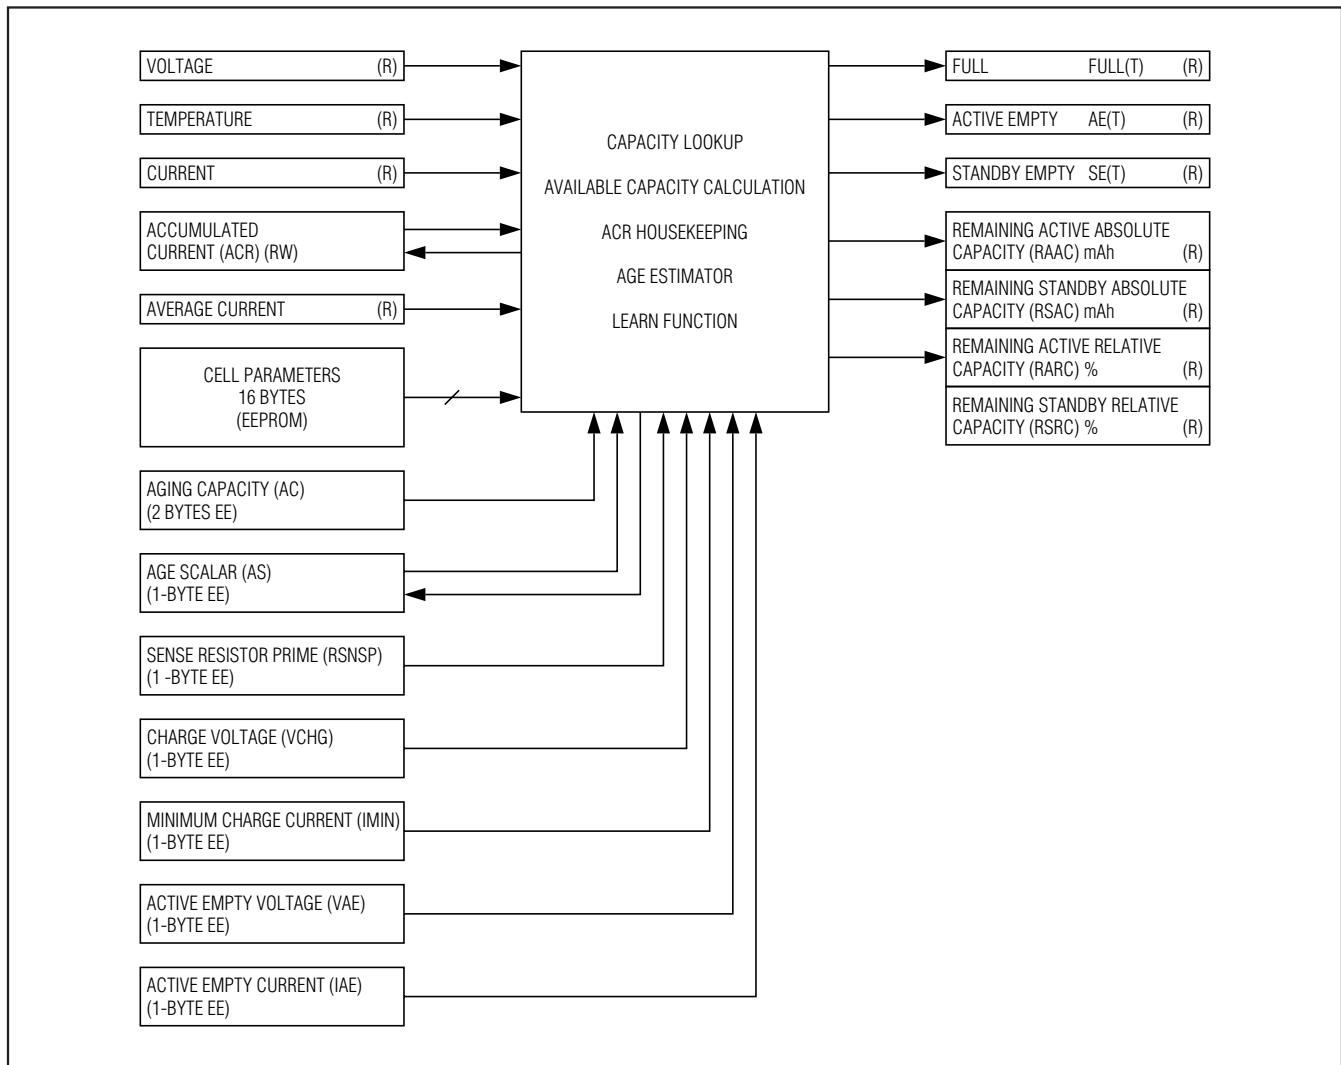 VOLTAGE (R)
TEMPERATURE (R)
CURRENT (R)
ACCUMULATED
CURRENT (ACR) (RW)
AVERAGE CURRENT (R)
CELL PARAMETERS
16 BYTES
(EEPROM)
AGING CAPACITY (AC)
(2 BYTES EE)
AGE SCALAR (AS)
(1-BYTE EE)
SENSE RESISTOR PRIME (RSNSP)
(1 -BYTE EE)
CHARGE VOLTAGE (VCHG)
(1-BYTE EE)
MINIMUM CHARGE CURRENT (IMIN)
(1-BYTE EE)
ACTIVE EMPTY VOLTAGE (VAE)
(1-BYTE EE)
ACTIVE EMPTY CURRENT (IAE)
(1-BYTE EE)
CAPACITY LOOKUP
AVAILABLE CAPACITY CALCULATION
ACR HOUSEKEEPING
AGE ESTIMATOR
LEARN FUNCTION
FULL FULL(T) (R)
ACTIVE EMPTY AE(T) (R)
STANDBY EMPTY SE(T) (R)
REMAINING ACTIVE ABSOLUTE
CAPACITY (RAAC) mAh (R)
REMAINING STANDBY ABSOLUTE
CAPACITY (RSAC) mAh (R)
REMAINING ACTIVE RELATIVE
CAPACITY (RARC) % (R)
REMAINING STANDBY RELATIVE
CAPACITY (RSRC) % (R)